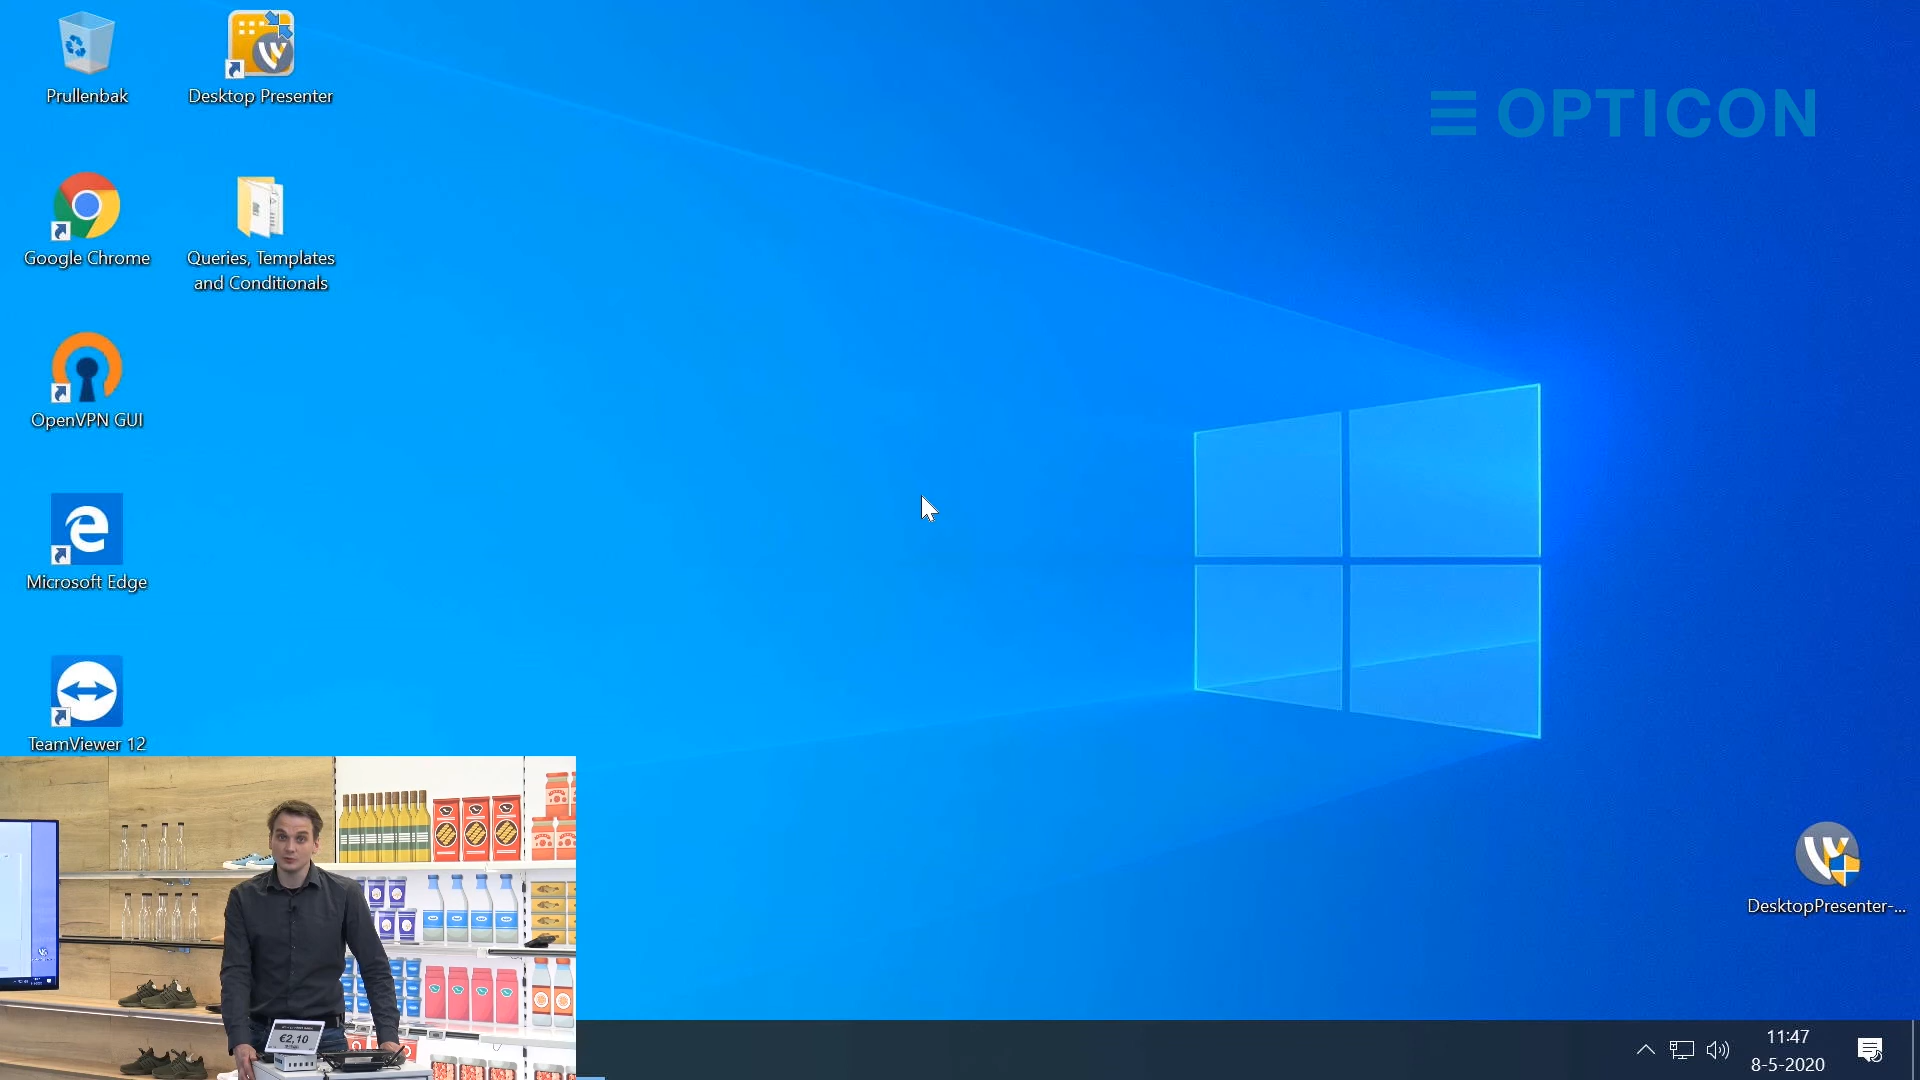 Prullenbak
Desktop Presenter
OPTICON
Google Chrome
Queries, Templates
and Conditionals
OpenVPN GUI
Microsoft Edge
TeamViewer 12
DesktopPresenter-...
€2,10
11:47
8-5-2020